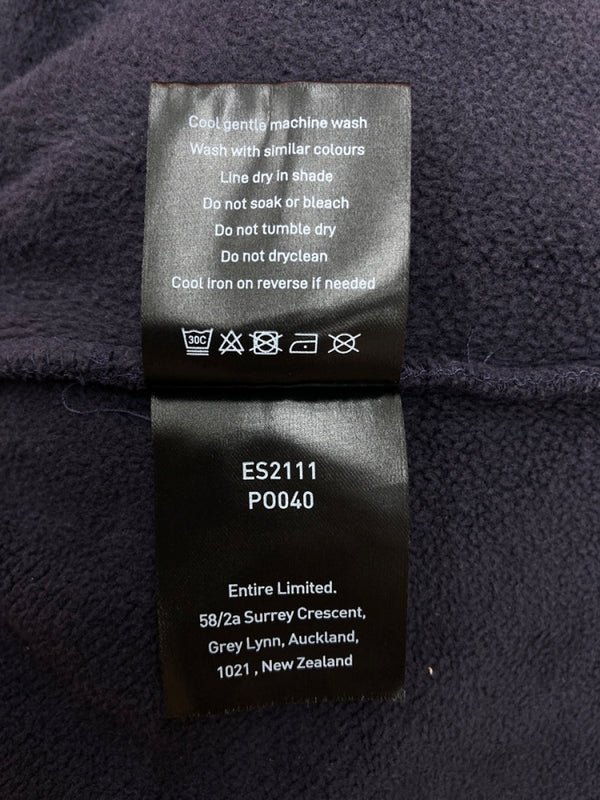 Cool gentle machine wash
Wash with similar colours
Line dry in shade
Do not soak or bleach
Do not tumble dry
Do not dryclean
Cool iron on reverse if needed
30C
ES2111
PO040
Entire Limited.
58/2a Surrey Crescent,
Grey Lynn, Auckland,
1021 , New Zealand